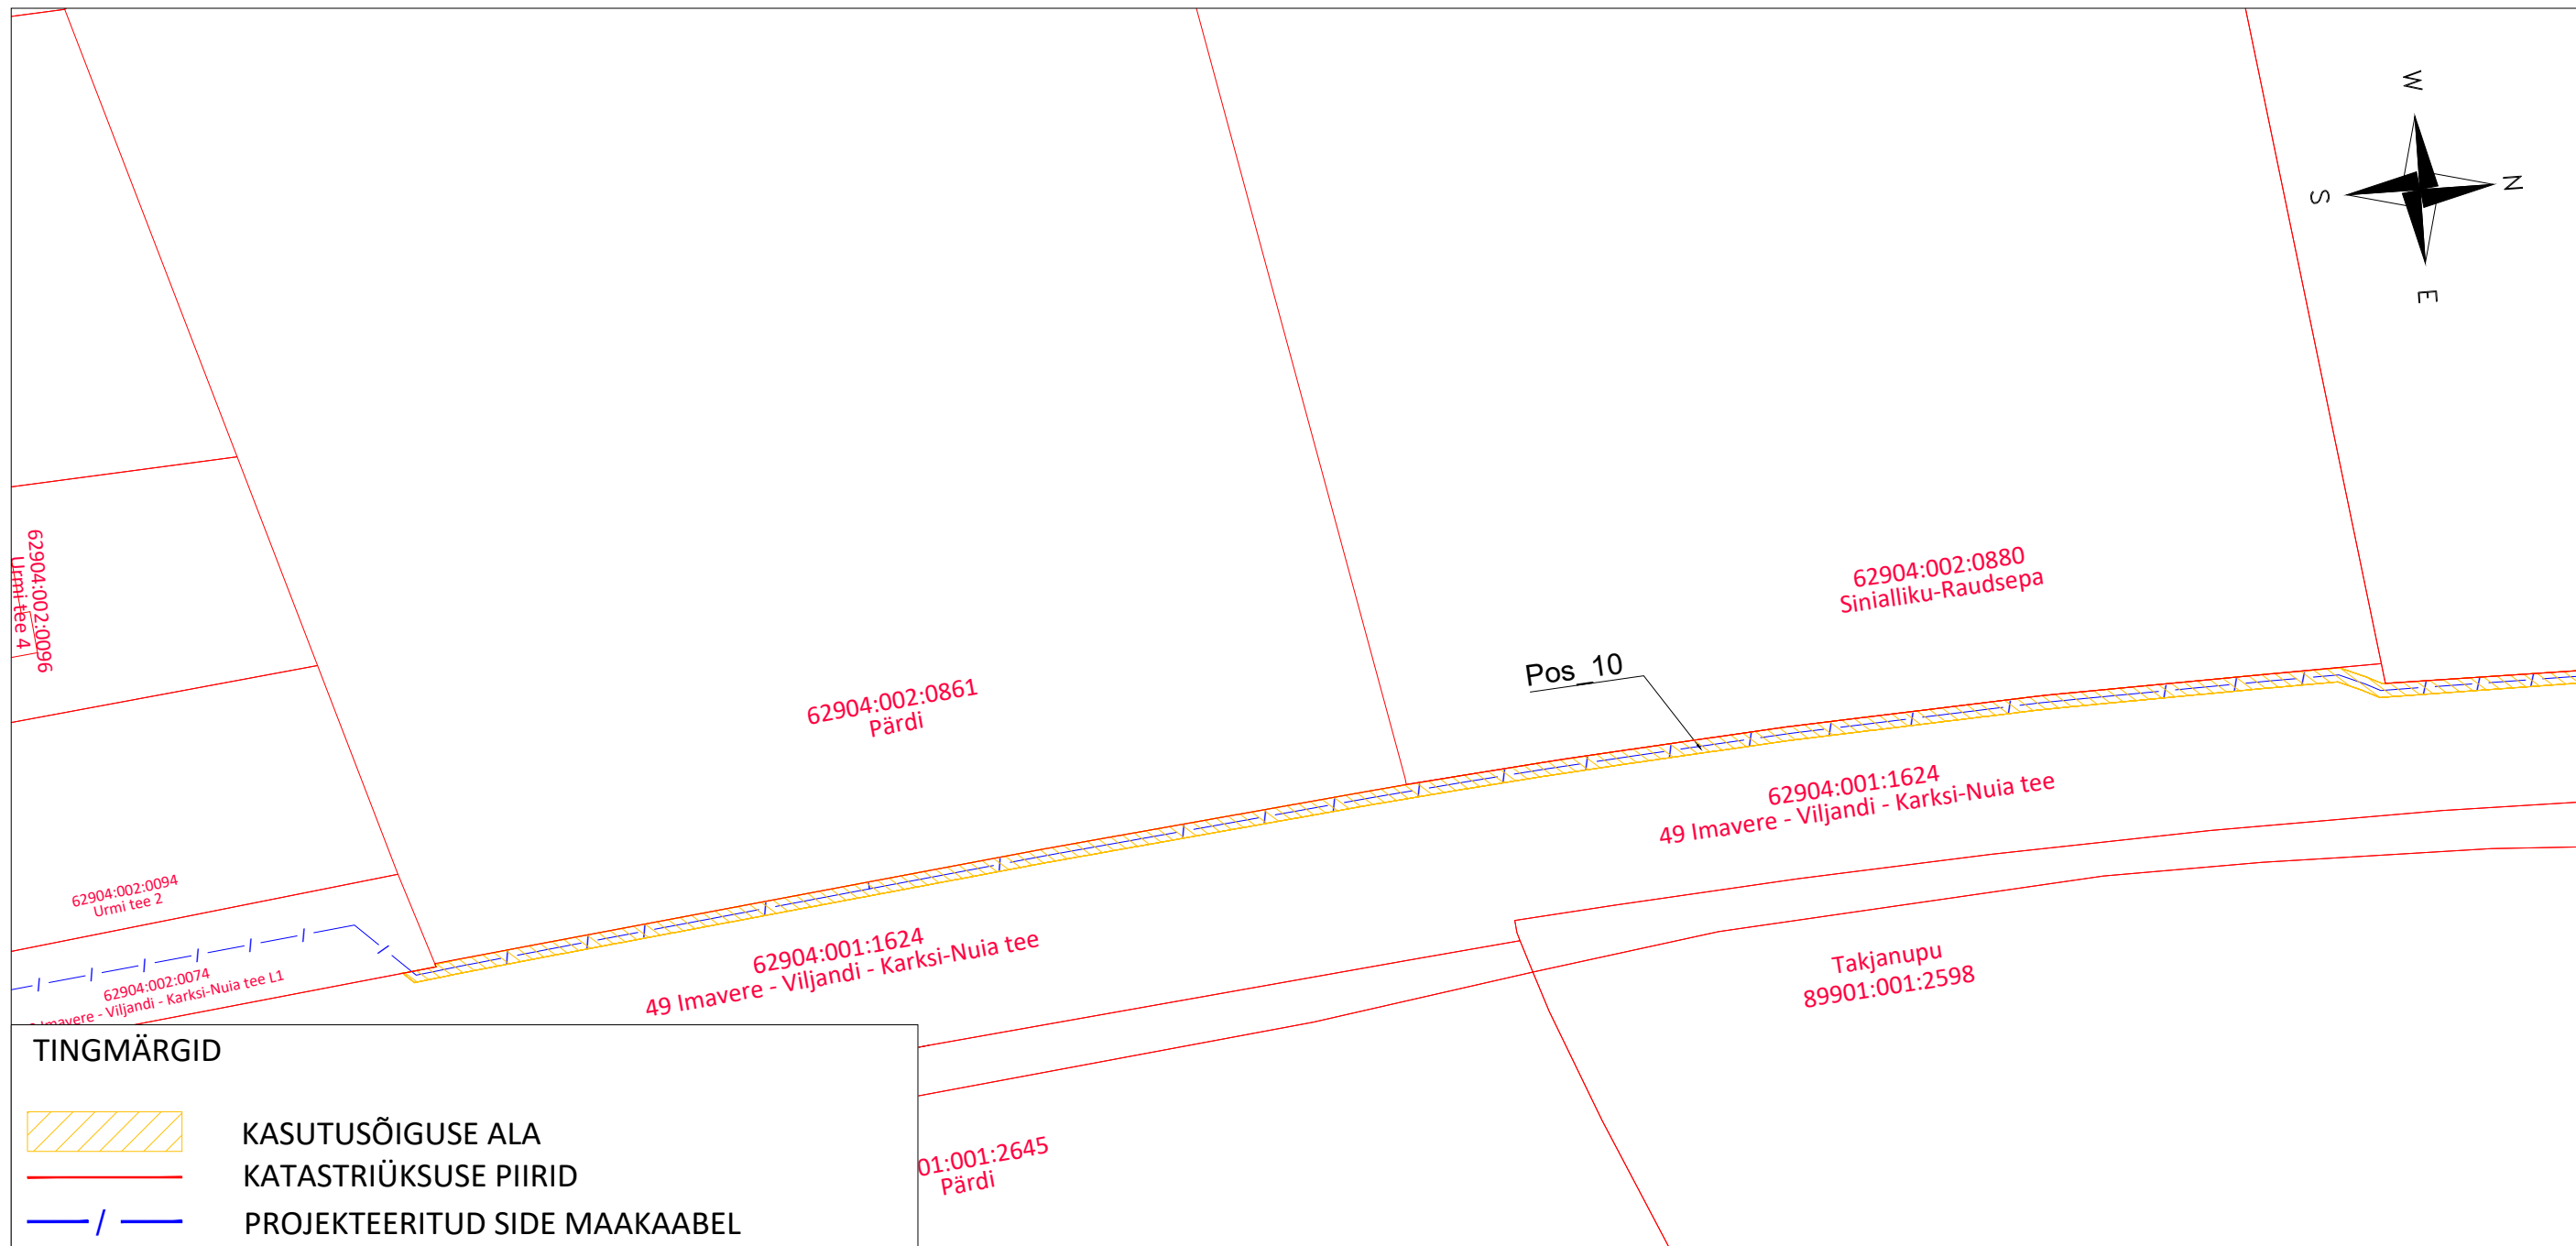 W
N
S
E
62904:002:0096
Urmi tee 4
62904:002:0880
Sinialliku-Raudsepa
Pos_10
62904:002:0861
Pärdi
62904:001:1624
49 Imavere - Viljandi - Karksi-Nuia tee
62904:002:0094
Urmi tee 2
62904:001:1624
49 Imavere - Viljandi - Karksi-Nuia tee
Takjanupu
89901:001:2598
62904:002:0074
Imavere - Viljandi - Karksi-Nuia tee L1
01:001:2645
Pärdi
TINGMÄRGID
KASUTUSÕIGUSE ALA
KATASTRIÜKSUSE PIIRID
PROJEKTEERITUD SIDE MAAKAABEL